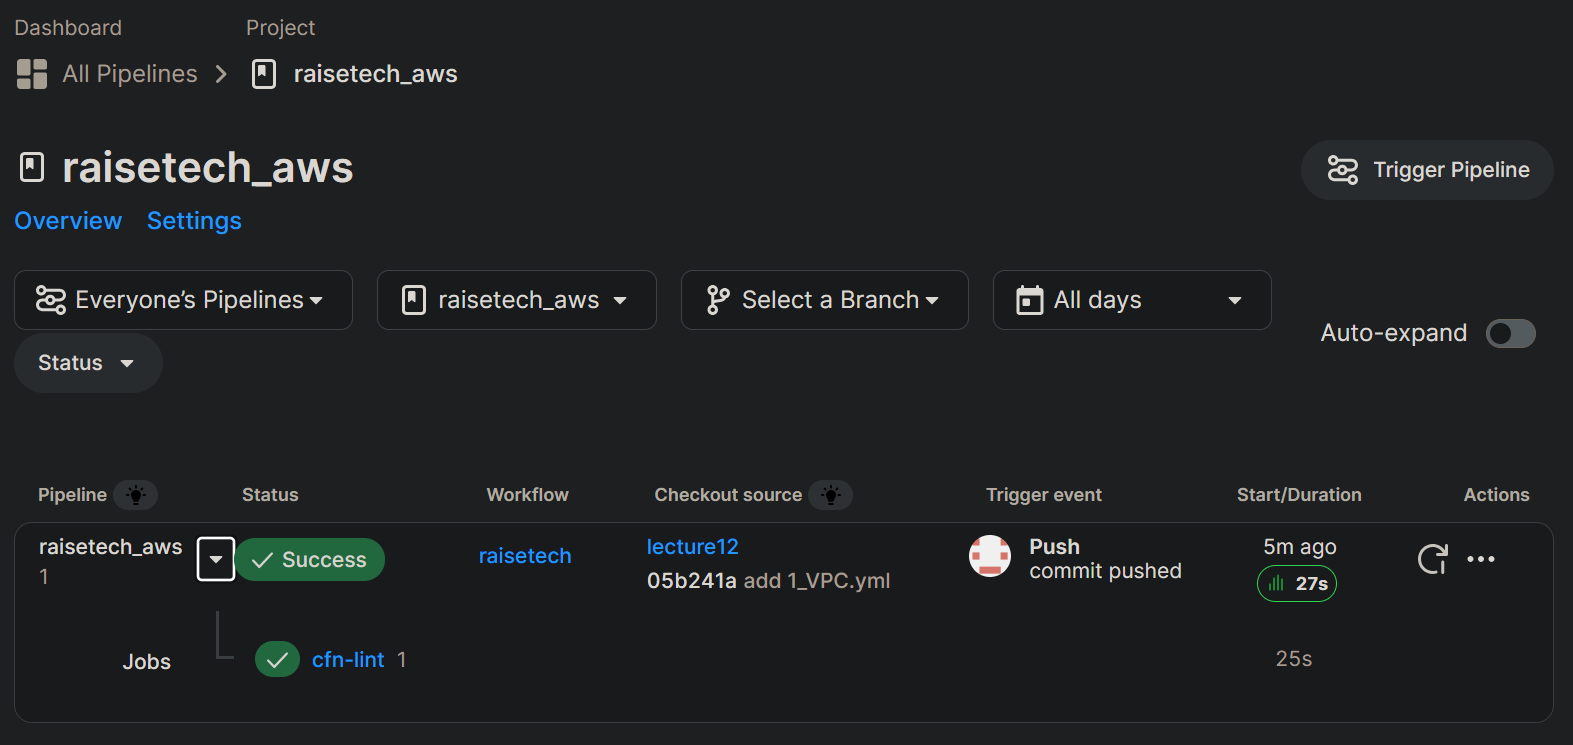 Dashboard
Project
All Pipelines
raisetech_aws
raisetech_aws
Trigger Pipeline
Overview
Settings
Everyone's Pipelines
raisetech_aws
Select a Branch
All days
Auto-expand
Status
Pipeline
Status
Workflow
Checkout source
Trigger event
Start/Duration
Actions
raisetech_aws
1
Success
raisetech
lecture12
05b241a add 1_VPC.yml
Push
commit pushed
5m ago
27s
Jobs
cfn-lint 1
25s